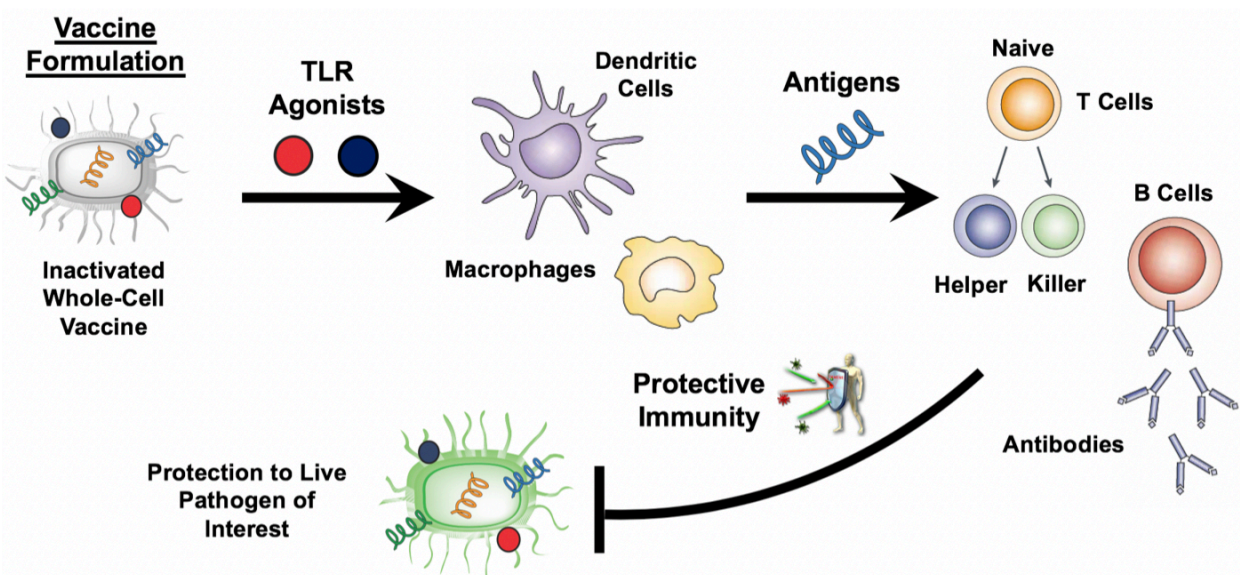 Vaccine
Formulation
Inactivated
Whole-Cell
Vaccine
TLR
Agonists
Dendritic
Cells
Macrophages
Antigens
Naive
T Cells
Helper
Killer
B Cells
Antibodies
Protective
Immunity
Protection to Live
Pathogen of
Interest